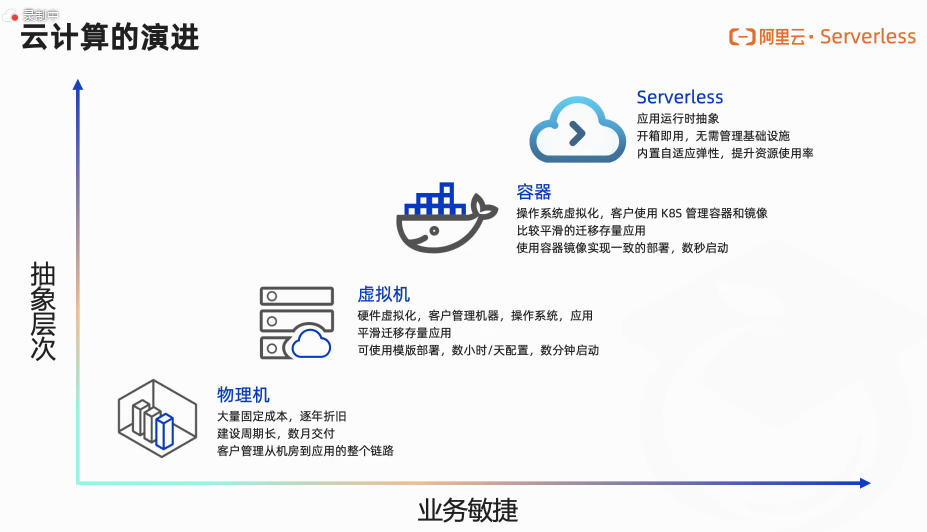 录制中
云计算的演进
阿里云·Serverless
Serverless
应用运行时抽象
开箱即用，无需管理基础设施
内置自适应弹性，提升资源使用率
容器
操作系统虚拟化，客户使用 K8S 管理容器和镜像
比较平滑的迁移存量应用
使用容器镜像实现一致的部署，数秒启动
抽象层次
虚拟机
硬件虚拟化，客户管理机器，操作系统，应用
平滑迁移存量应用
可使用模版部署，数小时/天配置，数分钟启动
物理机
大量固定成本，逐年折旧
建设周期长，数月交付
客户管理从机房到应用的整个链路
业务敏捷